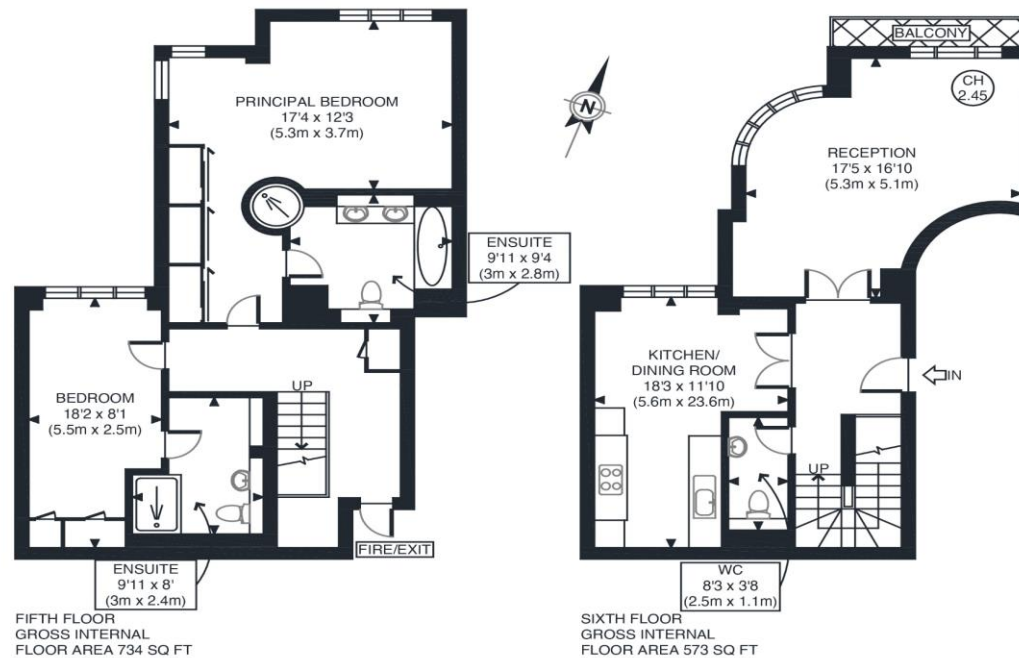 PRINCIPAL BEDROOM
17'4 x 12'3
(5.3m x 3.7m)
ENSUITE
9'11 x 9'4
(3m x 2.8m)
BEDROOM
18'2 x 8'1
(5.5m x 2.5m)
UP
FIRE/EXIT
ENSUITE
9'11 x 8'
(3m x 2.4m)
FIFTH FLOOR
GROSS INTERNAL
FLOOR AREA 734 SQ FT
N
BALCONY
CH
2.45
RECEPTION
17'5 x 16'10
(5.3m x 5.1m)
KITCHEN/
DINING ROOM
18'3 x 11'10
(5.6m x 23.6m)
IN
UP
WC
8'3 x 3'8
(2.5m x 1.1m)
SIXTH FLOOR
GROSS INTERNAL
FLOOR AREA 573 SQ FT